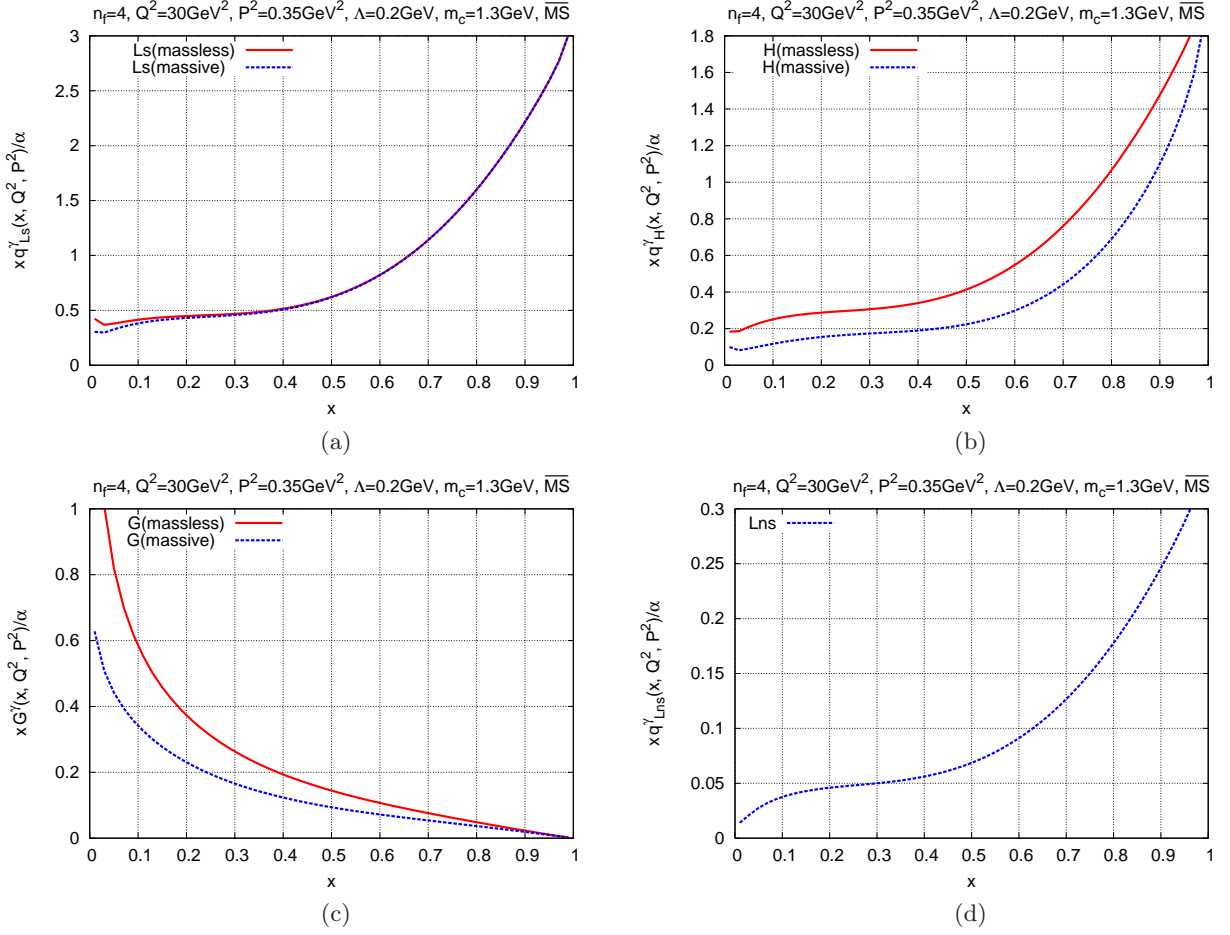 n_f=4, Q^2=30GeV^2, P^2=0.35GeV^2, Λ=0.2GeV, m_c=1.3GeV, \overline{MS}
Ls(massless)
Ls(massive)
3
2.5
2
1.5
1
0.5
0
x q^γ_{Ls}(x, Q^2, P^2)/α
0 0.1 0.2 0.3 0.4 0.5 0.6 0.7 0.8 0.9 1
x
(a)
n_f=4, Q^2=30GeV^2, P^2=0.35GeV^2, Λ=0.2GeV, m_c=1.3GeV, \overline{MS}
H(massless)
H(massive)
1.8
1.6
1.4
1.2
1
0.8
0.6
0.4
0.2
0
x q^γ_H(x, Q^2, P^2)/α
0 0.1 0.2 0.3 0.4 0.5 0.6 0.7 0.8 0.9 1
x
(b)
n_f=4, Q^2=30GeV^2, P^2=0.35GeV^2, Λ=0.2GeV, m_c=1.3GeV, \overline{MS}
G(massless)
G(massive)
1
0.8
0.6
0.4
0.2
0
x G^γ(x, Q^2, P^2)/α
0 0.1 0.2 0.3 0.4 0.5 0.6 0.7 0.8 0.9 1
x
(c)
n_f=4, Q^2=30GeV^2, P^2=0.35GeV^2, Λ=0.2GeV, m_c=1.3GeV, \overline{MS}
Lns
0.3
0.25
0.2
0.15
0.1
0.05
0
x q^γ_{Lns}(x, Q^2, P^2)/α
0 0.1 0.2 0.3 0.4 0.5 0.6 0.7 0.8 0.9 1
x
(d)